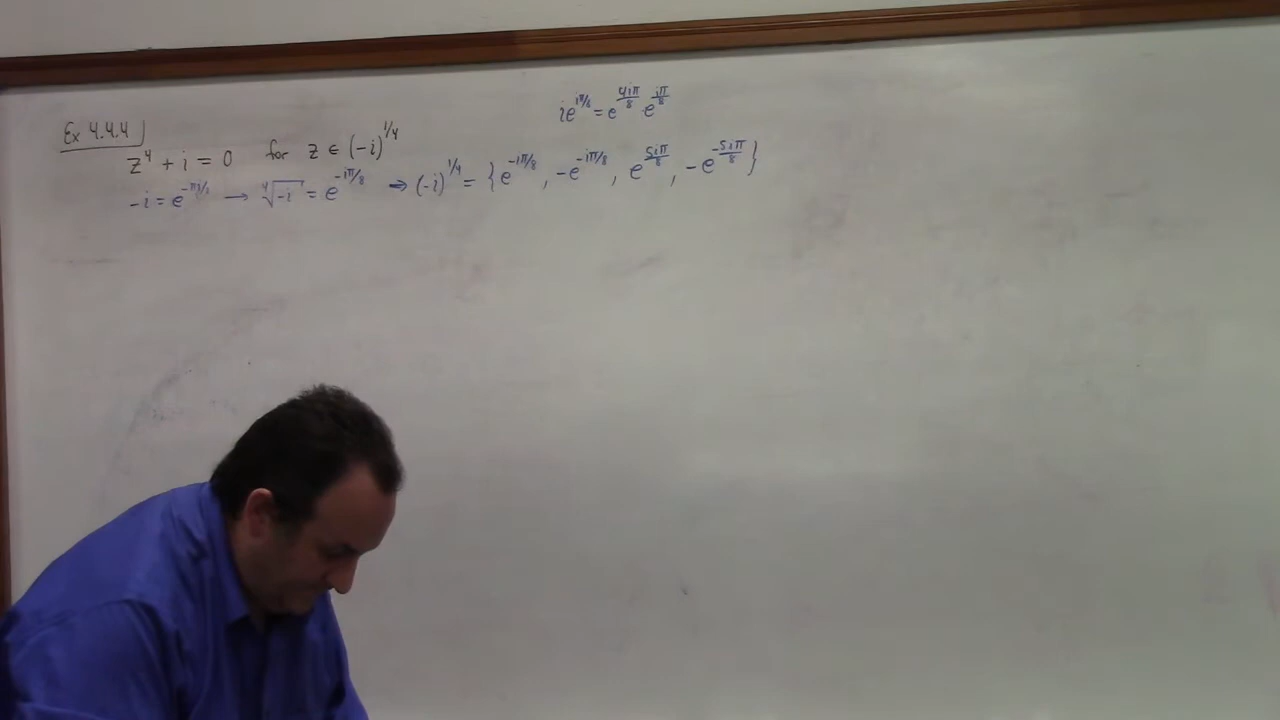 Ex 4.4.4
ie^{iπ/8} = e^{4iπ/8} · e^{iπ/8}
z^4 + i = 0 for z ∈ (-i)^{1/4}
-i = e^{-πi/2} → ∜-i = e^{-iπ/8} ⇒ (-i)^{1/4} = { e^{-iπ/8} , -e^{-iπ/8} , e^{5iπ/8} , -e^{-5iπ/8} }